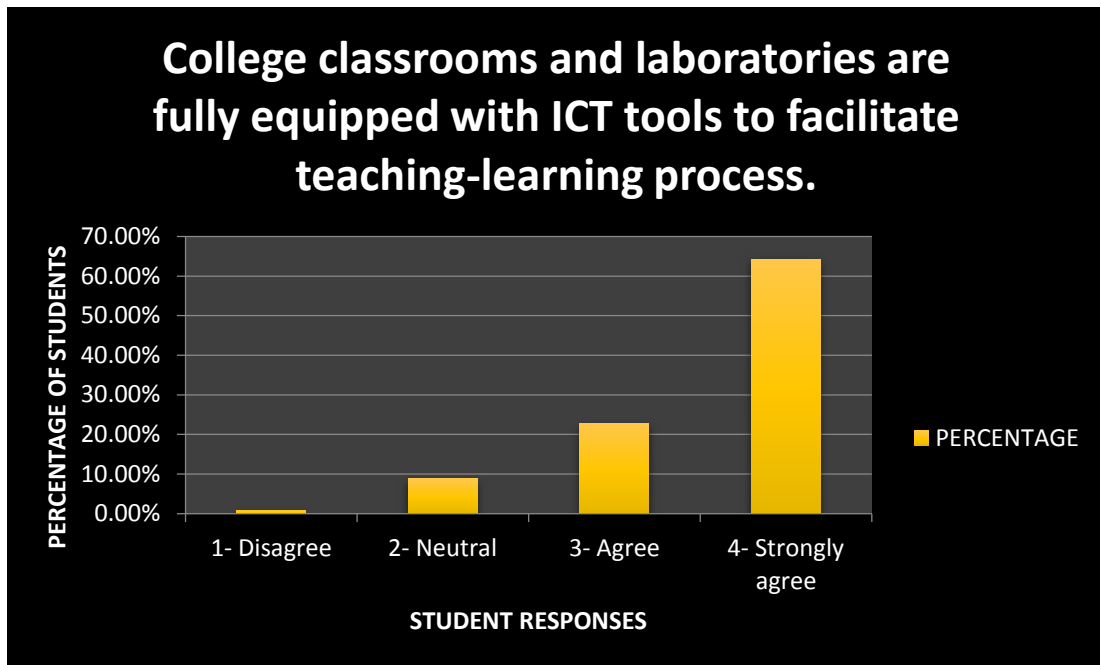 College classrooms and laboratories are
fully equipped with ICT tools to facilitate
teaching-learning process.
PERCENTAGE OF STUDENTS
70.00%
60.00%
50.00%
40.00%
30.00%
20.00%
10.00%
0.00%
1- Disagree
2- Neutral
3- Agree
4- Strongly
agree
STUDENT RESPONSES
PERCENTAGE